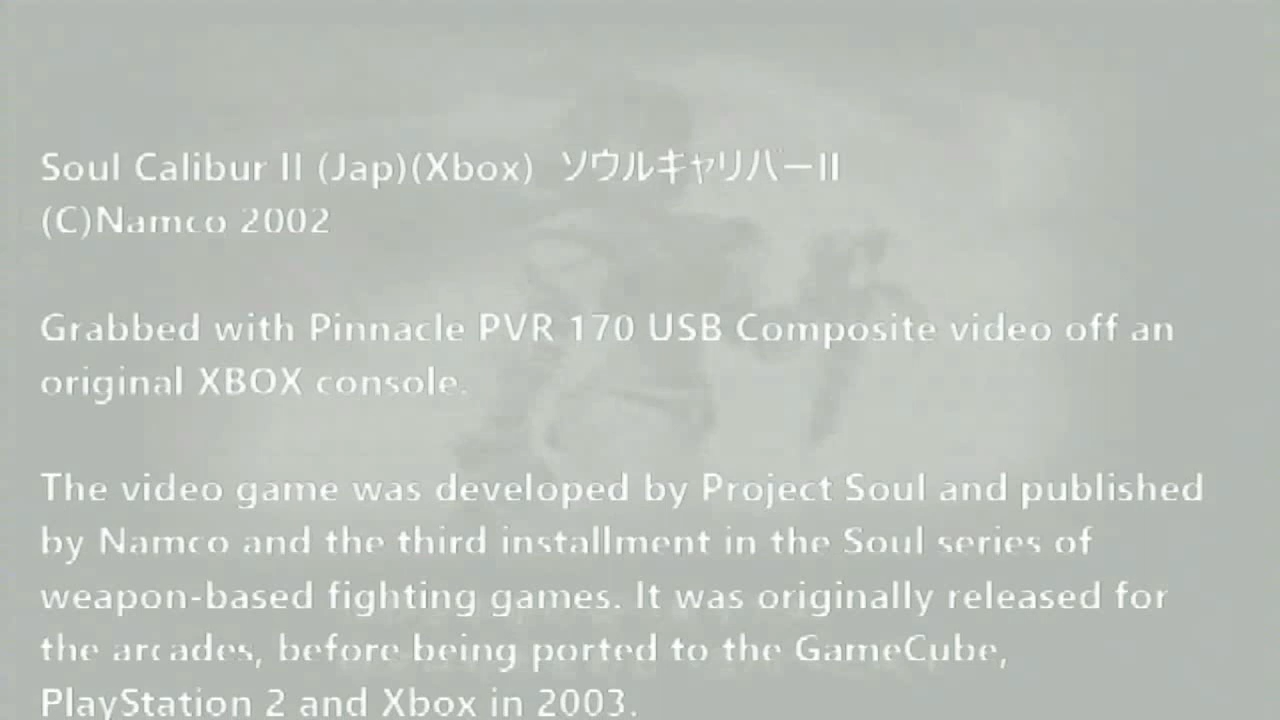 Soul Calibur II (Jap)(Xbox) ソウルキャリバーII
(C)Namco 2002
Grabbed with Pinnacle PVR 170 USB Composite video off an
original XBOX console.
The video game was developed by Project Soul and published
by Namco and the third installment in the Soul series of
weapon-based fighting games. It was originally released for
the arcades, before being ported to the GameCube,
PlayStation 2 and Xbox in 2003.